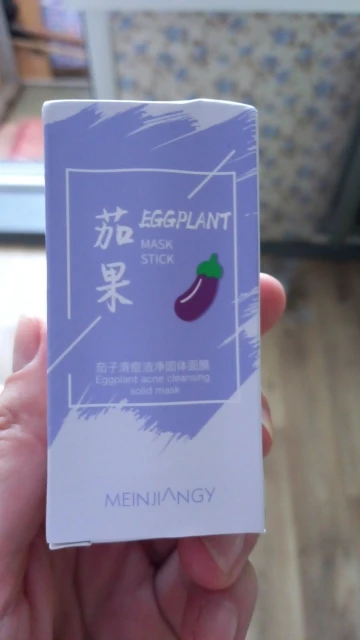 茄果
EGGPLANT
MASK
STICK
茄子清痘洁净固体面膜
Eggplant acne cleansing
solid mask
MEINJIANGY